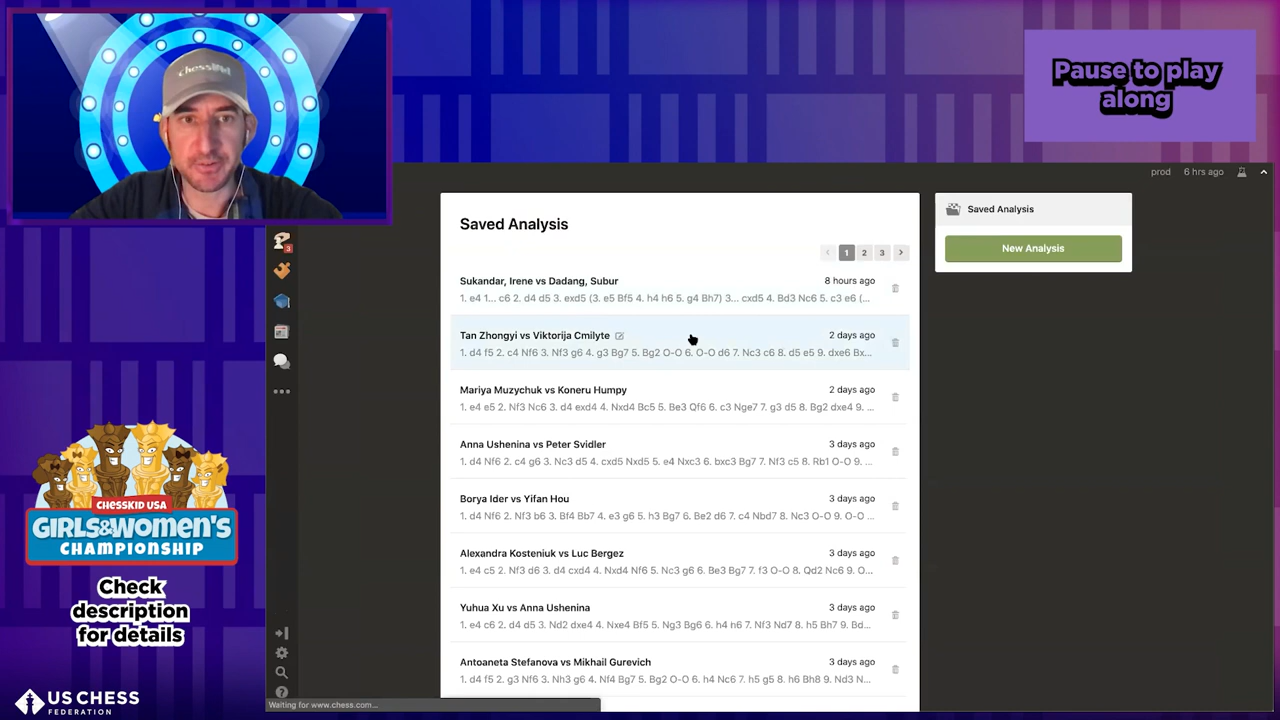 chessKid
Pause to play
along
prod 6 hrs ago
Saved Analysis
Saved Analysis
New Analysis
1 2 3
3
Sukandar, Irene vs Dadang, Subur 8 hours ago
1. e4 1... c6 2. d4 d5 3. exd5 (3. e5 Bf5 4. h4 h6 5. g4 Bh7) 3... cxd5 4. Bd3 Nc6 5. c3 e6 (...
Tan Zhongyi vs Viktorija Cmilyte 2 days ago
1. d4 f5 2. c4 Nf6 3. Nf3 g6 4. g3 Bg7 5. Bg2 O-O 6. O-O d6 7. Nc3 c6 8. d5 e5 9. dxe6 Bx...
Mariya Muzychuk vs Koneru Humpy 2 days ago
1. e4 e5 2. Nf3 Nc6 3. d4 exd4 4. Nxd4 Bc5 5. Be3 Qf6 6. c3 Nge7 7. g3 d5 8. Bg2 dxe4 9. ...
Anna Ushenina vs Peter Svidler 3 days ago
1. d4 Nf6 2. c4 g6 3. Nc3 d5 4. cxd5 Nxd5 5. e4 Nxc3 6. bxc3 Bg7 7. Nf3 c5 8. Rb1 O-O 9. ...
Borya Ider vs Yifan Hou 3 days ago
1. d4 Nf6 2. Nf3 b6 3. Bf4 Bb7 4. e3 g6 5. h3 Bg7 6. Be2 d6 7. c4 Nbd7 8. Nc3 O-O 9. O-O ...
Alexandra Kosteniuk vs Luc Bergez 3 days ago
1. e4 c5 2. Nf3 d6 3. d4 cxd4 4. Nxd4 Nf6 5. Nc3 g6 6. Be3 Bg7 7. f3 O-O 8. Qd2 Nc6 9. O...
Yuhua Xu vs Anna Ushenina 3 days ago
1. e4 c6 2. d4 d5 3. Nd2 dxe4 4. Nxe4 Bf5 5. Ng3 Bg6 6. h4 h6 7. Nf3 Nd7 8. h5 Bh7 9. Bd...
Antoaneta Stefanova vs Mikhail Gurevich 3 days ago
1. d4 f5 2. g3 Nf6 3. Nh3 g6 4. Nf4 Bg7 5. Bg2 O-O 6. h4 Nc6 7. h5 g5 8. h6 Bh8 9. Nd3 N...
Waiting for www.chess.com...
CHESSKID USA
GIRLS & WOMEN'S
CHAMPIONSHIP
Check
description
for details
US CHESS
FEDERATION